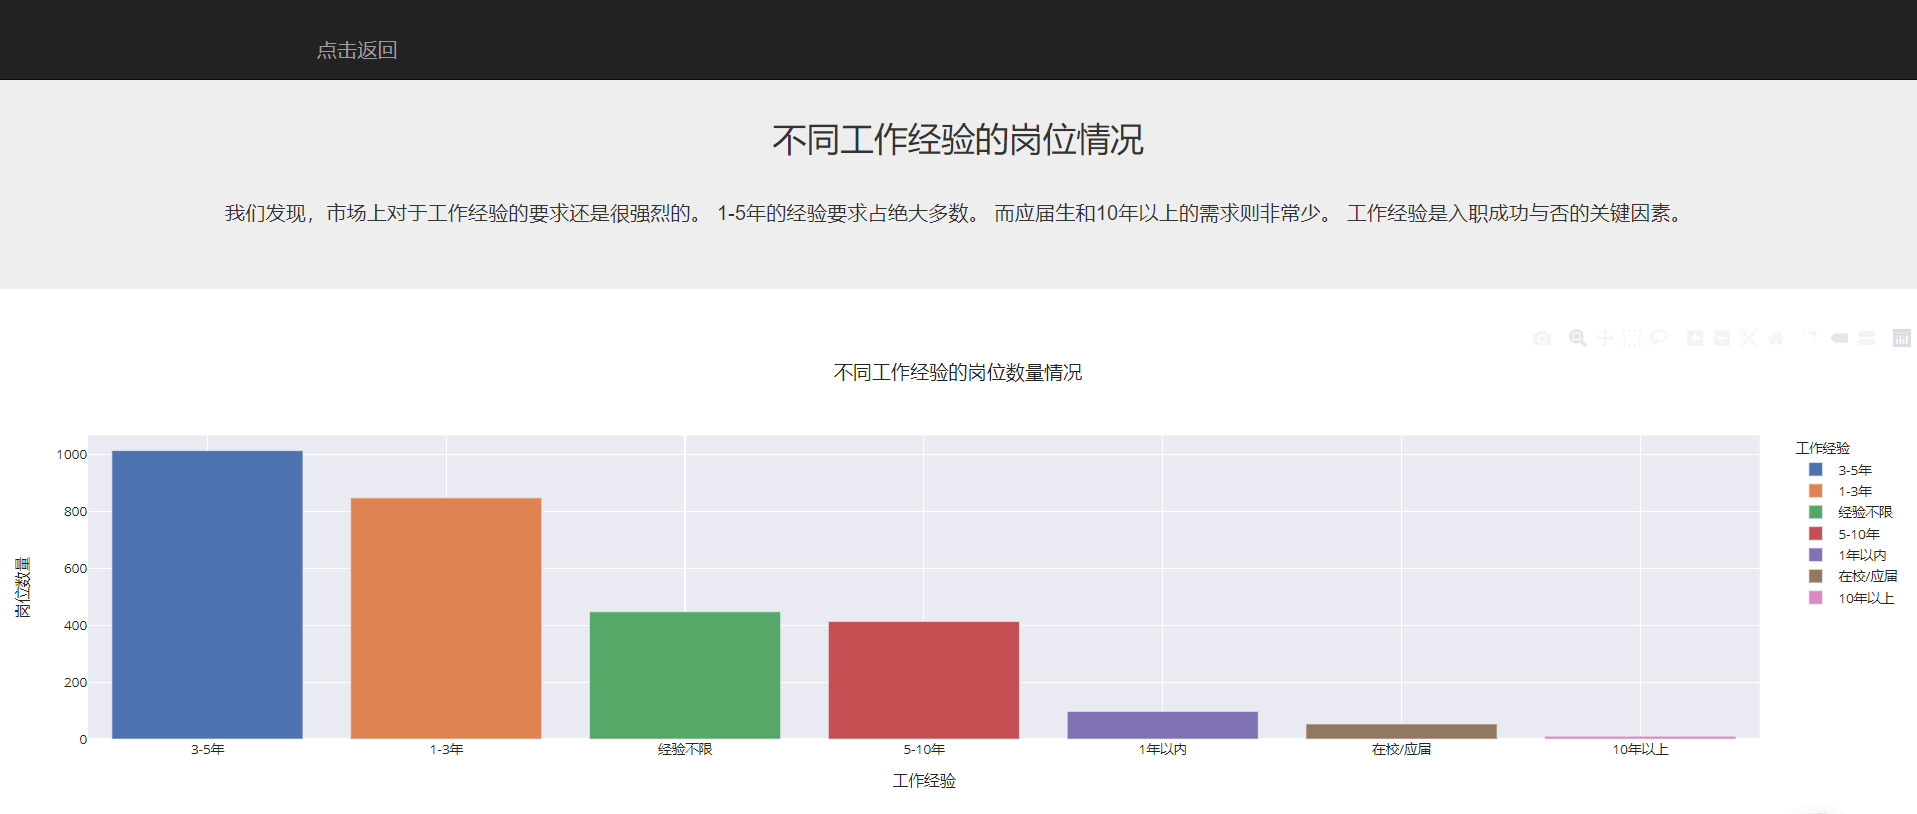 点击返回
不同工作经验的岗位情况
我们发现，市场上对于工作经验的要求还是很强烈的。 1-5年的经验要求占绝大多数。 而应届生和10年以上的需求则非常少。 工作经验是入职成功与否的关键因素。
不同工作经验的岗位数量情况
岗位数量
1000
800
600
400
200
0
3-5年 1-3年 经验不限 5-10年 1年以内 在校/应届 10年以上
工作经验
工作经验
3-5年
1-3年
经验不限
5-10年
1年以内
在校/应届
10年以上